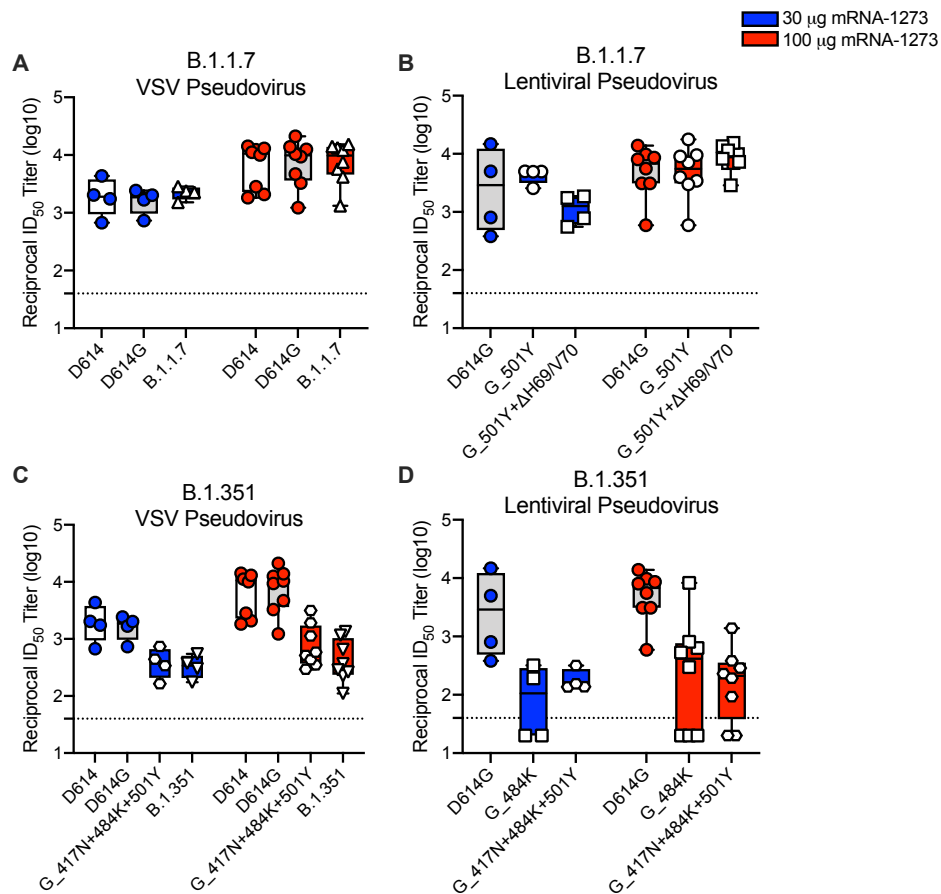 30 µg mRNA-1273
100 µg mRNA-1273
A
B.1.1.7
VSV Pseudovirus
Reciprocal ID50 Titer (log10)
5
4
3
2
1
D614
D614G
B.1.1.7
D614
D614G
B.1.1.7
B
B.1.1.7
Lentiviral Pseudovirus
Reciprocal ID50 Titer (log10)
5
4
3
2
1
D614G
G_501Y
G_501Y+ΔH69/V70
D614G
G_501Y
G_501Y+ΔH69/V70
C
B.1.351
VSV Pseudovirus
Reciprocal ID50 Titer (log10)
5
4
3
2
1
D614
D614G
G_417N+484K+501Y
B.1.351
D614
D614G
G_417N+484K+501Y
B.1.351
D
B.1.351
Lentiviral Pseudovirus
Reciprocal ID50 Titer (log10)
5
4
3
2
1
D614G
G_484K
G_417N+484K+501Y
D614G
G_484K
G_417N+484K+501Y